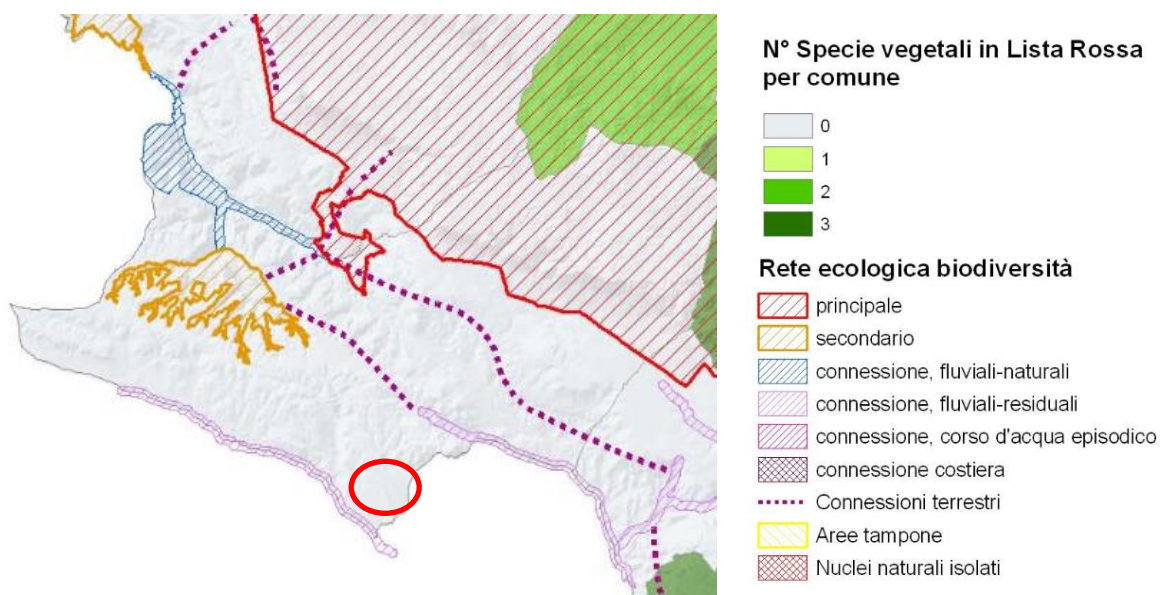 N° Specie vegetali in Lista Rossa
per comune
0
1
2
3
Rete ecologica biodiversità
principale
secondario
connessione, fluviali-naturali
connessione, fluviali-residuali
connessione, corso d'acqua episodico
connessione costiera
Connessioni terrestri
Aree tampone
Nuclei naturali isolati